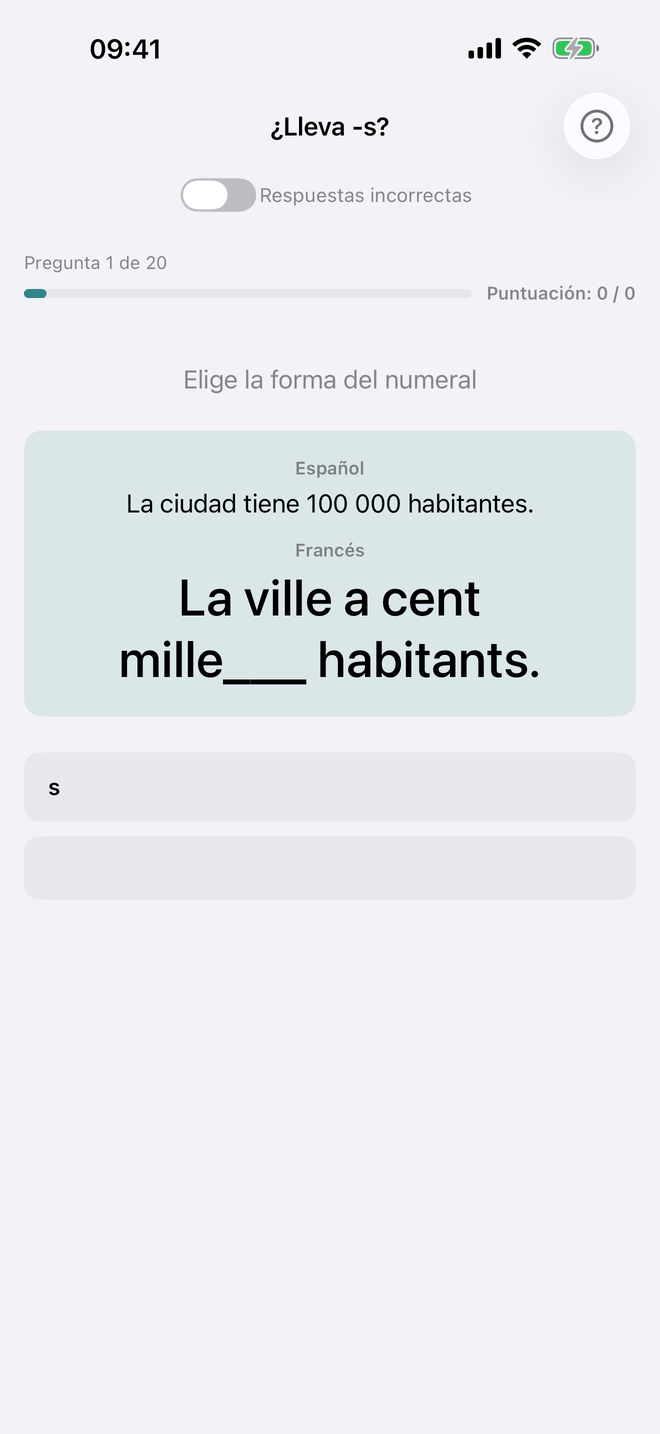 09:41
¿Lleva -s?
Respuestas incorrectas
Pregunta 1 de 20
Puntuación: 0 / 0
Elige la forma del numeral
Español
La ciudad tiene 100 000 habitantes.
Francés
La ville a cent
mille____ habitants.
s